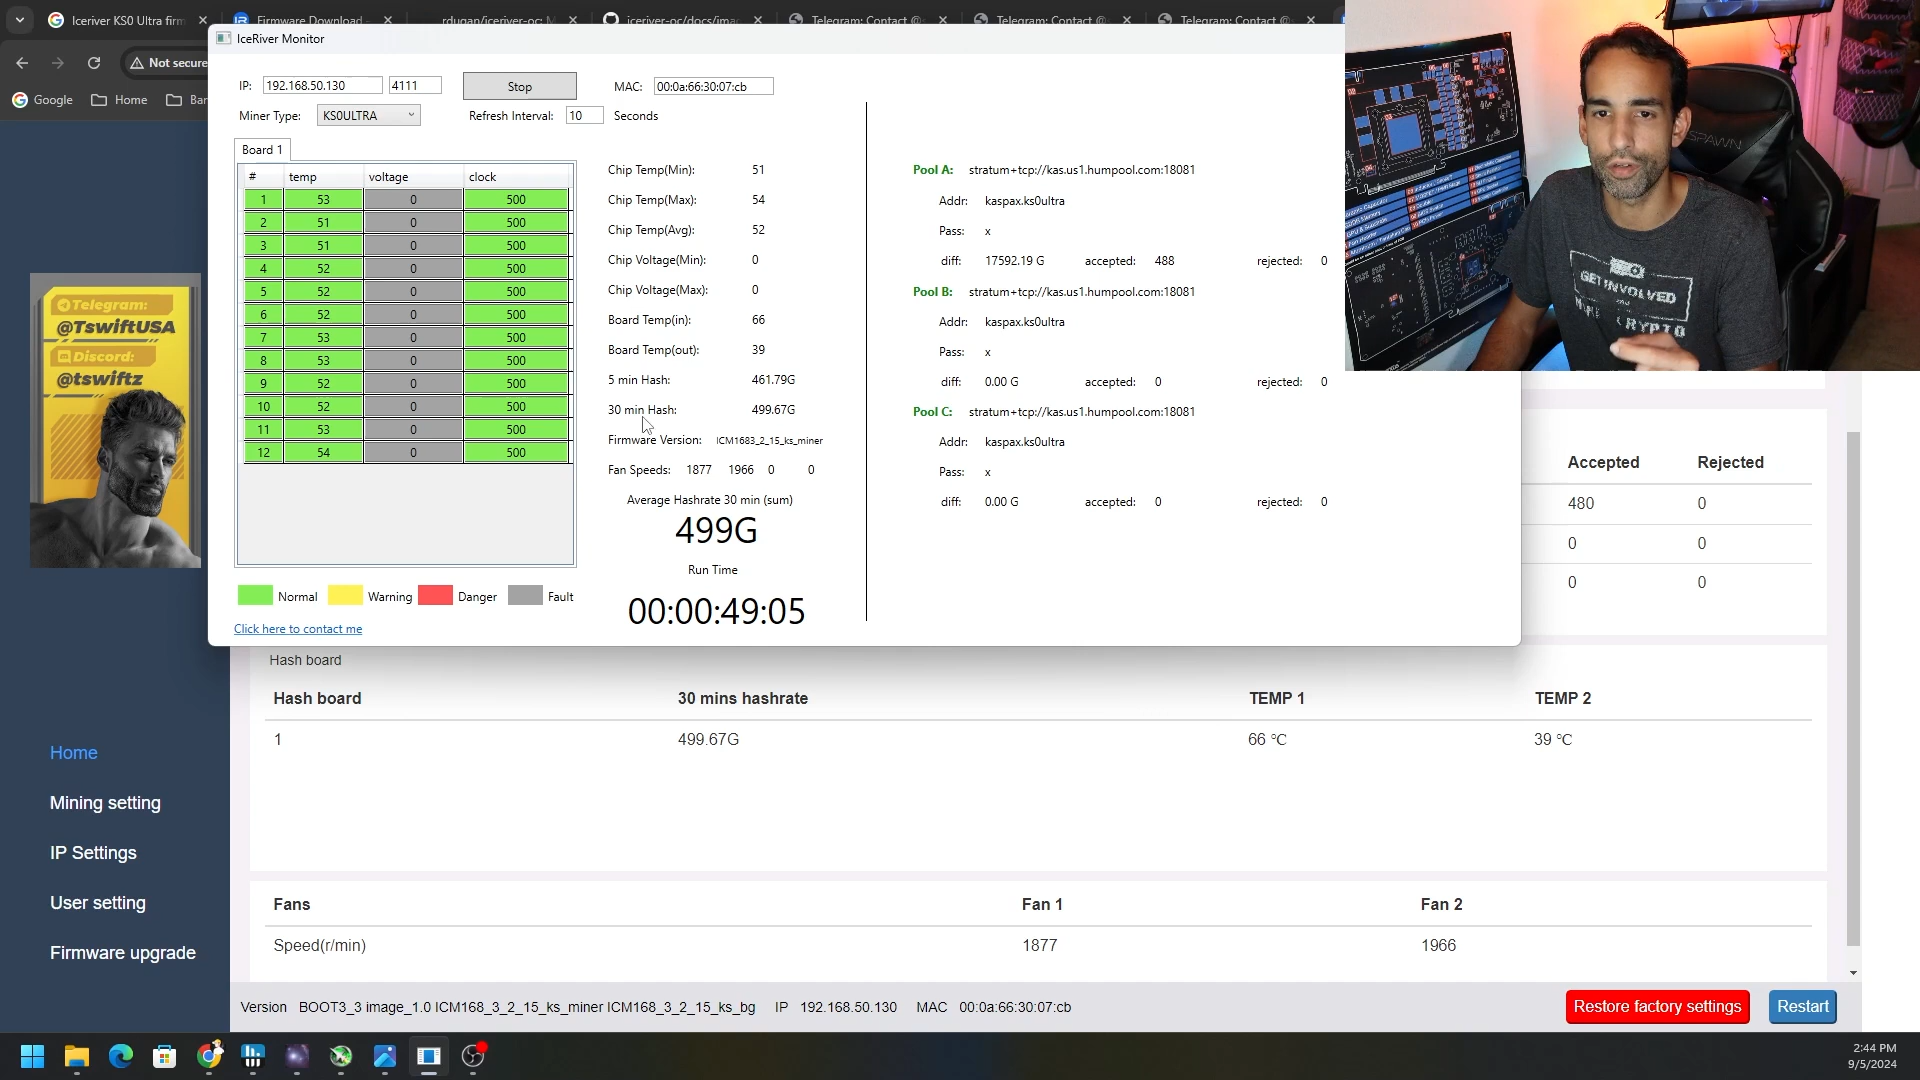 Iceriver KS0 Ultra firm
Firmware Download -
rdugan/iceriver-oc: M
iceriver-oc/docs/ima
Telegram: Contact @
Telegram: Contact @
Telegram: Contact @
IceRiver Monitor
Not secure
Google
Home
Bar
IP: 192.168.50.130 4111 Stop MAC: 00:0a:66:30:07:cb
Miner Type: KS0ULTRA Refresh Interval: 10 Seconds
Board 1
# temp voltage clock
1 53 0 500
2 51 0 500
3 51 0 500
4 52 0 500
5 52 0 500
6 52 0 500
7 53 0 500
8 53 0 500
9 52 0 500
10 52 0 500
11 53 0 500
12 54 0 500
Normal Warning Danger Fault
Click here to contact me
Chip Temp(Min): 51
Chip Temp(Max): 54
Chip Temp(Avg): 52
Chip Voltage(Min): 0
Chip Voltage(Max): 0
Board Temp(in): 66
Board Temp(out): 39
5 min Hash: 461.79G
30 min Hash: 499.67G
Firmware Version: ICM1683_2_15_ks_miner
Fan Speeds: 1877 1966 0 0
Average Hashrate 30 min (sum)
499G
Run Time
00:00:49:05
Pool A: stratum+tcp://kas.us1.humpool.com:18081
Addr: kaspax.ks0ultra
Pass: x
diff: 17592.19 G accepted: 488 rejected: 0
Pool B: stratum+tcp://kas.us1.humpool.com:18081
Addr: kaspax.ks0ultra
Pass: x
diff: 0.00 G accepted: 0 rejected: 0
Pool C: stratum+tcp://kas.us1.humpool.com:18081
Addr: kaspax.ks0ultra
Pass: x
diff: 0.00 G accepted: 0 rejected: 0
GET INVOLVED
CRYPTO
SPAWN
Telegram:
@TswiftUSA
Discord:
@tswiftz
Home
Mining setting
IP Settings
User setting
Firmware upgrade
Accepted Rejected
480 0
0 0
0 0
Hash board
Hash board 30 mins hashrate TEMP 1 TEMP 2
1 499.67G 66 °C 39 °C
Fans Fan 1 Fan 2
Speed(r/min) 1877 1966
Version BOOT3_3 image_1.0 ICM168_3_2_15_ks_miner ICM168_3_2_15_ks_bg IP 192.168.50.130 MAC 00:0a:66:30:07:cb
Restore factory settings
Restart
2:44 PM
9/5/2024